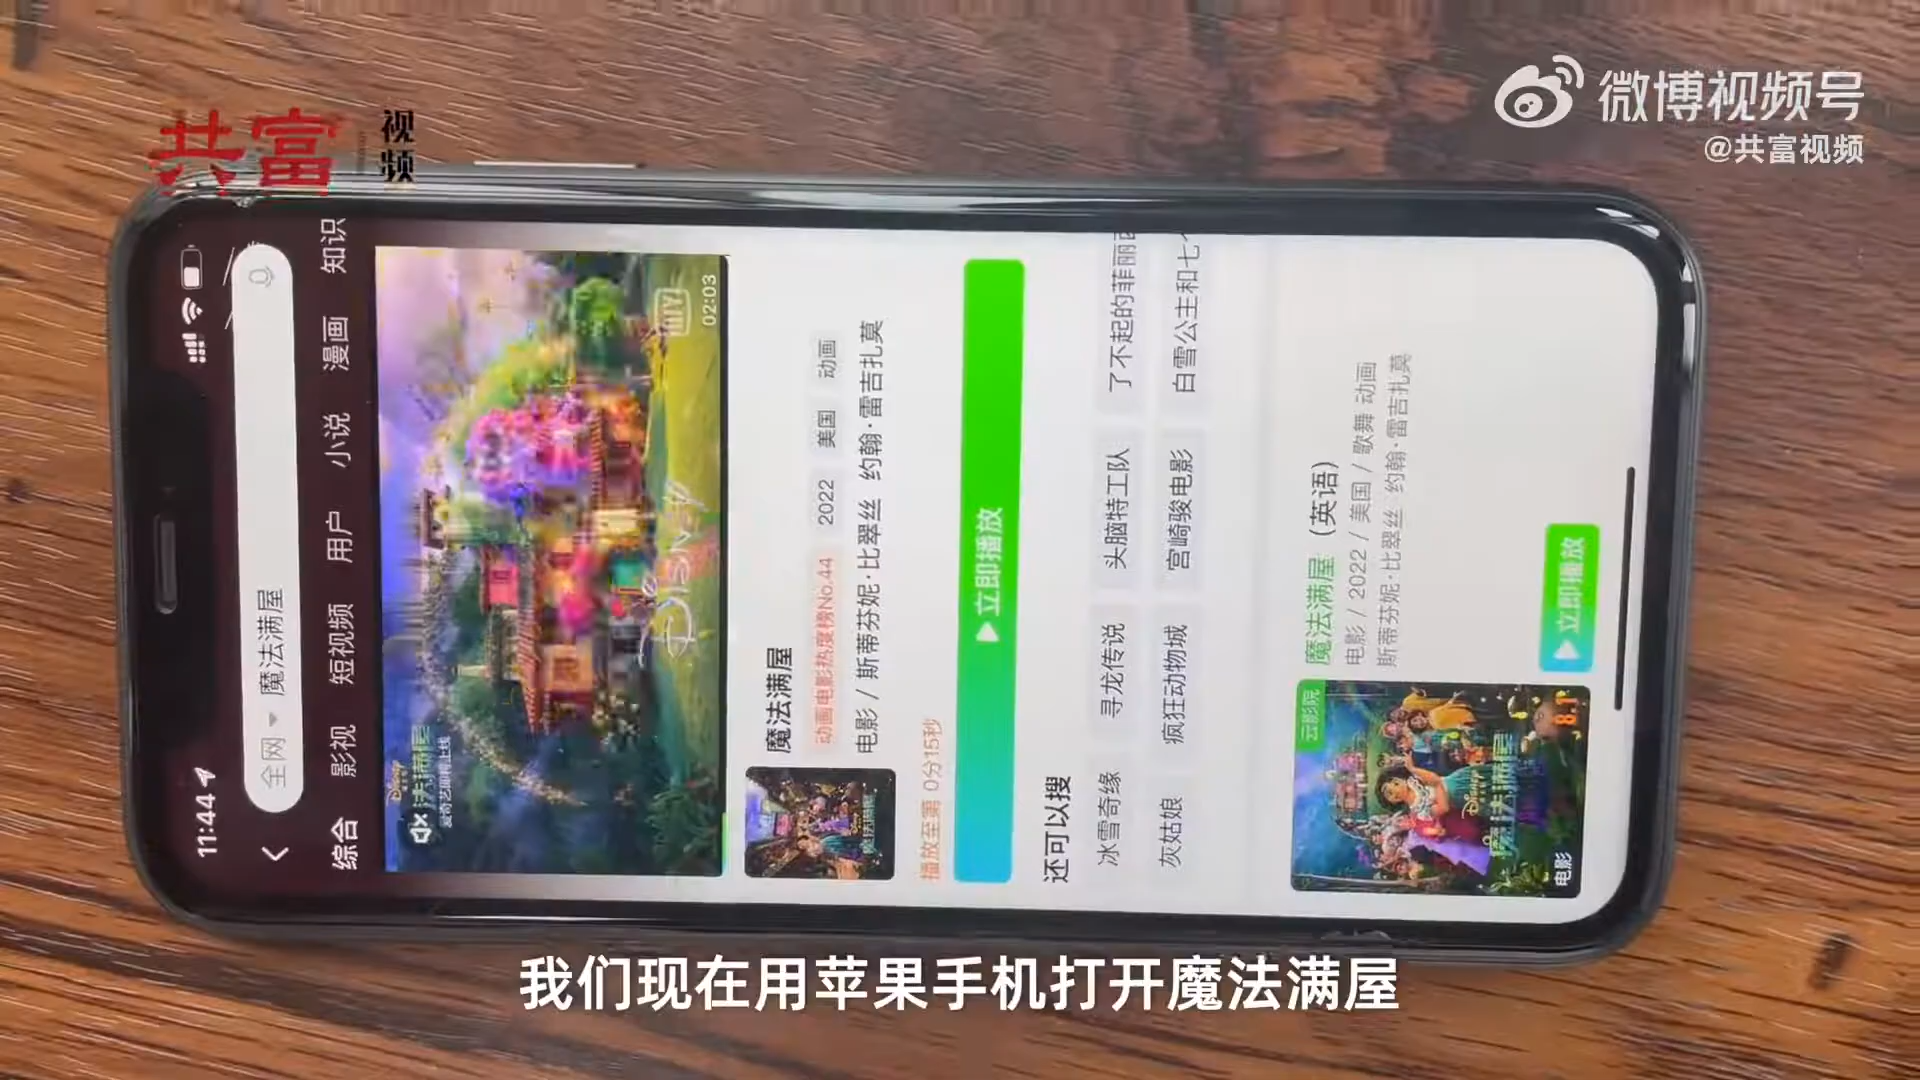 共富
视频
微博视频号
@共富视频
11:44
全网 魔法满屋
综合 影视 短视频 用户 小说 漫画 知识
Disney
魔法满屋
02:03
Disney
魔法满屋
动画电影热度榜No.44 2022 美国 动画
电影 / 斯蒂芬妮·比翠丝 约翰·雷吉扎莫
播放至第 0分15秒
立即播放
还可以搜
冰雪奇缘 寻龙传说 头脑特工队 了不起的菲丽西
灰姑娘 疯狂动物城 宫崎骏电影 白雪公主和七
云影院
Disney
魔法满屋
电影
8.1
魔法满屋 (英语)
电影 / 2022 / 美国 / 歌舞 动画
斯蒂芬妮·比翠丝 约翰·雷吉扎莫
立即播放
我们现在用苹果手机打开魔法满屋